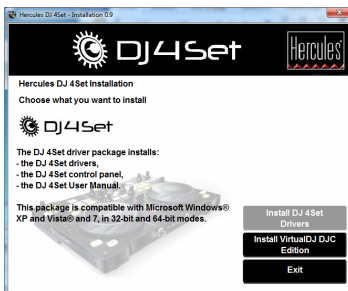 Hercules DJ 4Set - Installation 0.9
DJ4Set
Hercules
Hercules DJ 4Set Installation
Choose what you want to install
DJ4Set
The DJ 4Set driver package installs:
- the DJ 4Set drivers,
- the DJ 4Set control panel,
- the DJ 4Set User Manual.
This package is compatible with Microsoft Windows®
XP and Vista® and 7, in 32-bit and 64-bit modes.
Install DJ 4Set
Drivers
Install VirtualDJ DJC
Edition
Exit